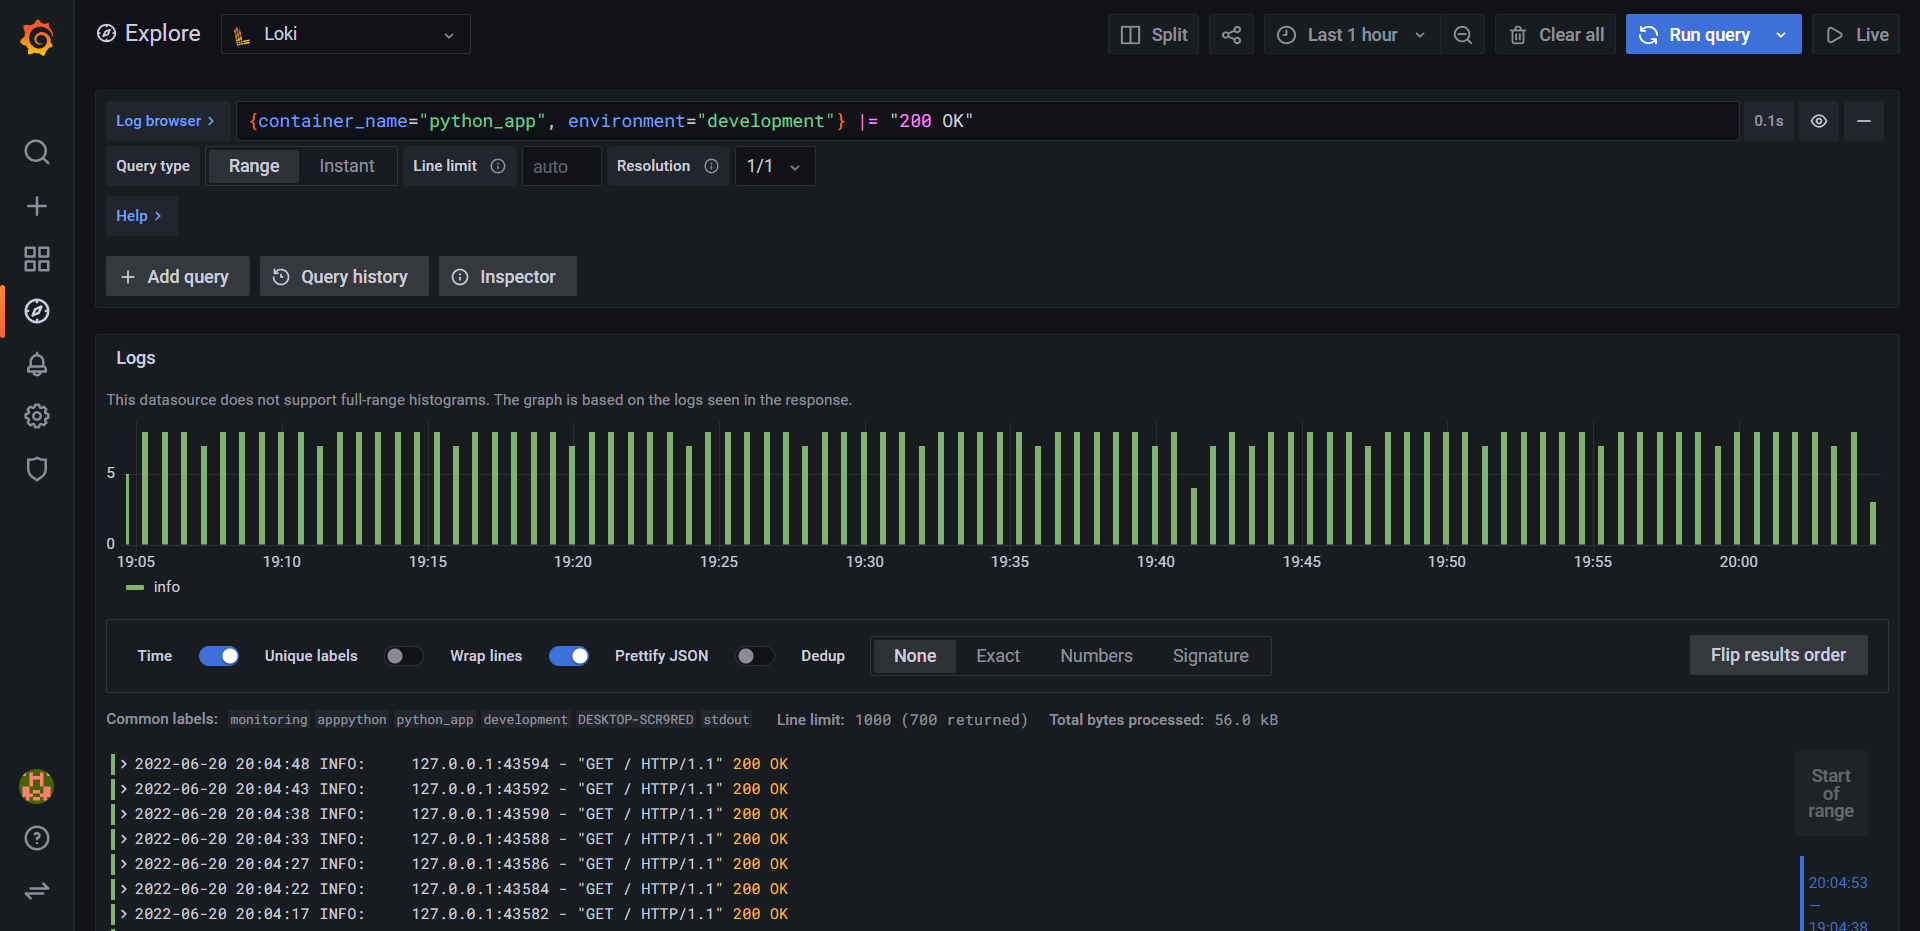 Explore
Loki
Split
Last 1 hour
Clear all
Run query
Live
Log browser >
{container_name="python_app", environment="development"} |= "200 OK"
0.1s
Query type
Range
Instant
Line limit
auto
Resolution
1/1
Help >
+ Add query
Query history
Inspector
Logs
This datasource does not support full-range histograms. The graph is based on the logs seen in the response.
5
0
19:05 19:10 19:15 19:20 19:25 19:30 19:35 19:40 19:45 19:50 19:55 20:00
info
Time
Unique labels
Wrap lines
Prettify JSON
Dedup
None
Exact
Numbers
Signature
Flip results order
Common labels: monitoring apppython python_app development DESKTOP-SCR9RED stdout Line limit: 1000 (700 returned) Total bytes processed: 56.0 kB
> 2022-06-20 20:04:48 INFO: 127.0.0.1:43594 - "GET / HTTP/1.1" 200 OK
> 2022-06-20 20:04:43 INFO: 127.0.0.1:43592 - "GET / HTTP/1.1" 200 OK
> 2022-06-20 20:04:38 INFO: 127.0.0.1:43590 - "GET / HTTP/1.1" 200 OK
> 2022-06-20 20:04:33 INFO: 127.0.0.1:43588 - "GET / HTTP/1.1" 200 OK
> 2022-06-20 20:04:27 INFO: 127.0.0.1:43586 - "GET / HTTP/1.1" 200 OK
> 2022-06-20 20:04:22 INFO: 127.0.0.1:43584 - "GET / HTTP/1.1" 200 OK
> 2022-06-20 20:04:17 INFO: 127.0.0.1:43582 - "GET / HTTP/1.1" 200 OK
Start
of
range
20:04:53
—
19:04:38